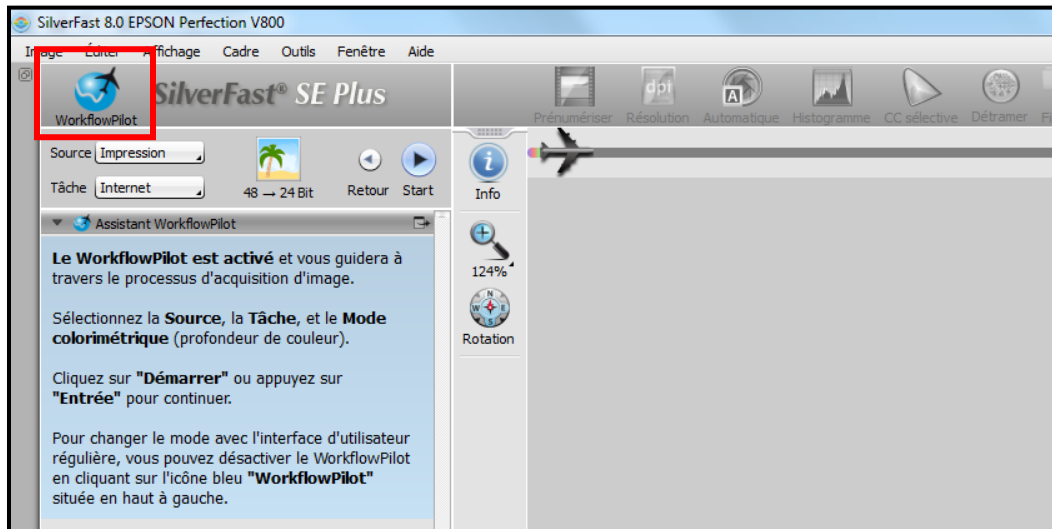 SilverFast 8.0 EPSON Perfection V800
Image Éditer Affichage Cadre Outils Fenêtre Aide
WorkflowPilot
SilverFast® SE Plus
Prénumériser Résolution Automatique Histogramme CC sélective Détramer
dpi
A
Source Impression
Tâche Internet
48 → 24 Bit
Retour
Start
Info
124%
N
W E
S
Rotation
Assistant WorkflowPilot
Le WorkflowPilot est activé et vous guidera à
travers le processus d'acquisition d'image.
Sélectionnez la Source, la Tâche, et le Mode
colorimétrique (profondeur de couleur).
Cliquez sur "Démarrer" ou appuyez sur
"Entrée" pour continuer.
Pour changer le mode avec l'interface d'utilisateur
régulière, vous pouvez désactiver le WorkflowPilot
en cliquant sur l'icône bleu "WorkflowPilot"
située en haut à gauche.